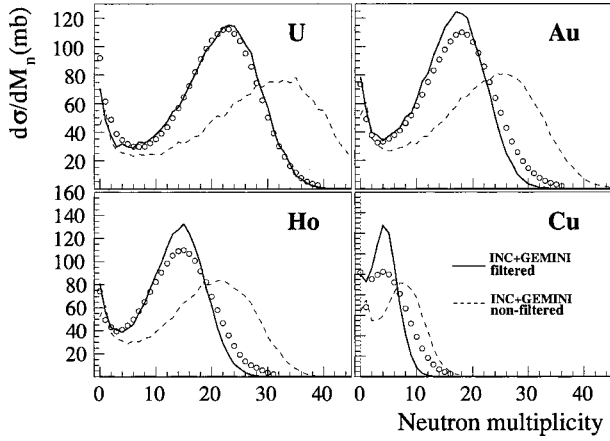 dσ/dMₙ (mb)
120
100
80
60
40
20
U
Au
160
140
120
100
80
60
40
20
Ho
Cu
INC+GEMINI
filtered
INC+GEMINI
non-filtered
0 10 20 30 40 0 10 20 30 40
Neutron multiplicity